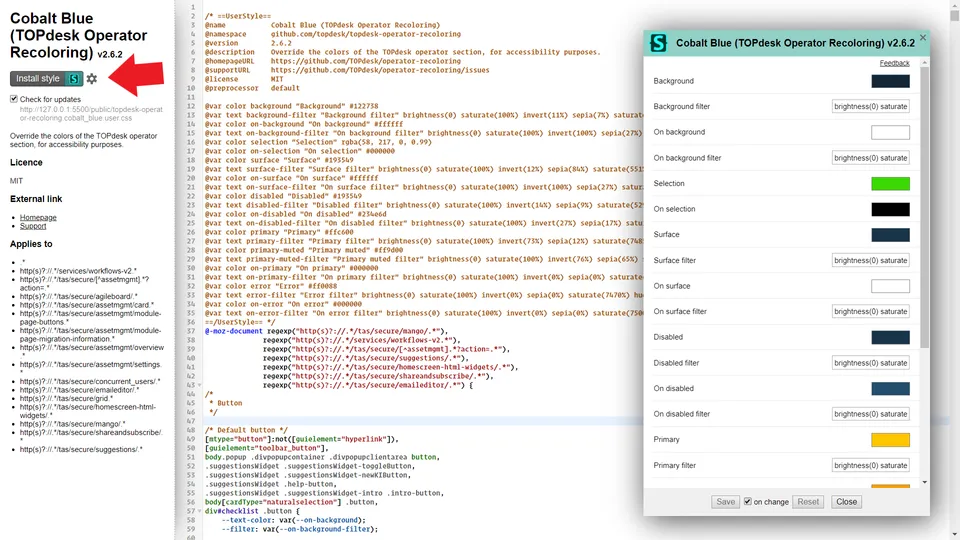 Cobalt Blue
(TOPdesk Operator
Recoloring) v2.6.2
Install style
Check for updates
http://127.0.0.1:5500/public/topdesk-operat
or-recoloring.cobalt_blue.user.css
Override the colors of the TOPdesk operator
section, for accessibility purposes.
Licence
MIT
External link
Homepage
Support
Applies to
.*
http(s)?://.*/services/workflows-v2.*
http(s)?://.*/tas/secure/[^assetmgmt].*?
action=.*
http(s)?://.*/tas/secure/agileboard/.*
http(s)?://.*/tas/secure/assetmgmt/card.*
http(s)?://.*/tas/secure/assetmgmt/module-
page-buttons.*
http(s)?://.*/tas/secure/assetmgmt/module-
page-migration-information.*
http(s)?://.*/tas/secure/assetmgmt/overview
.*
http(s)?://.*/tas/secure/assetmgmt/settings
.*
http(s)?://.*/tas/secure/concurrent_users/.*
http(s)?://.*/tas/secure/emaileditor/.*
http(s)?://.*/tas/secure/grid.*
http(s)?://.*/tas/secure/homescreen-html-
widgets/.*
http(s)?://.*/tas/secure/mango/.*
http(s)?://.*/tas/secure/shareandsubscribe/
.*
http(s)?://.*/tas/secure/suggestions/.*
1
2 /* ==UserStyle==
3 @name Cobalt Blue (TOPdesk Operator Recoloring)
4 @namespace github.com/topdesk/topdesk-operator-recoloring
5 @version 2.6.2
6 @description Override the colors of the TOPdesk operator section, for accessibility purposes.
7 @homepageURL https://github.com/TOPdesk/operator-recoloring
8 @supportURL https://github.com/TOPdesk/operator-recoloring/issues
9 @license MIT
10 @preprocessor default
11
12 @var color background "Background" #122738
13 @var text background-filter "Background filter" brightness(0) saturate(100%) invert(11%) sepia(7%) saturate(
14 @var color on-background "On background" #ffffff
15 @var text on-background-filter "On background filter" brightness(0) saturate(100%) invert(100%) sepia(27%)
16 @var color selection "Selection" rgba(58, 217, 0, 0.99)
17 @var color on-selection "On selection" #000000
18 @var color surface "Surface" #193549
19 @var text surface-filter "Surface filter" brightness(0) saturate(100%) invert(12%) sepia(84%) saturate(551%
20 @var color on-surface "On surface" #ffffff
21 @var text on-surface-filter "On surface filter" brightness(0) saturate(100%) invert(100%) sepia(27%)
22 @var color disabled "Disabled" #193549
23 @var text disabled-filter "Disabled filter" brightness(0) saturate(100%) invert(14%) sepia(9%)
24 @var color on-disabled "On disabled" #234e6d
25 @var text on-disabled-filter "On disabled filter" brightness(0) saturate(100%) invert(27%) sepia(17%)
26 @var color primary "Primary" #ffc600
27 @var text primary-filter "Primary filter" brightness(0) saturate(100%) invert(73%) sepia(12%)
28 @var color primary-muted "Primary muted" #ff9d00
29 @var text primary-muted-filter "Primary muted filter" brightness(0) saturate(100%) invert(76%) sepia(65%)
30 @var color on-primary "On primary" #000000
31 @var text on-primary-filter "On primary filter" brightness(0) saturate(100%) invert(0%) sepia(0%)
32 @var color error "Error" #ff0088
33 @var text error-filter "Error filter" brightness(0) saturate(100%) invert(0%) sepia(0%) saturate(7470%)
34 @var color on-error "On error" #000000
35 @var text on-error-filter "On error filter" brightness(0) saturate(100%) invert(0%) sepia(0%)
36 ==/UserStyle== */
37 @-moz-document regexp("http(s)?://.*/tas/secure/mango/.*"),
38 regexp("http(s)?://.*/services/workflows-v2.*"),
39 regexp("http(s)?://.*/tas/secure/[^assetmgmt].*?action=.*"),
40 regexp("http(s)?://.*/tas/secure/suggestions/.*"),
41 regexp("http(s)?://.*/tas/secure/homescreen-html-widgets/.*"),
42 regexp("http(s)?://.*/tas/secure/shareandsubscribe/.*"),
43 regexp("http(s)?://.*/tas/secure/emaileditor/.*") {
44 /*
45 * Button
46 */
47
48 /* Default button */
49 [mtype="button"]:not([guielement="hyperlink"]),
50 [guielement="toolbar_button"],
51 body.popup .divpopupcontainer .divpopupclientarea button,
52 .suggestionsWidget .suggestionsWidget-toggleButton,
53 .suggestionsWidget .suggestionsWidget-newKIButton,
54 .suggestionsWidget .help-button,
55 .suggestionsWidget .suggestionsWidget-intro .intro-button,
56 body[cardType="naturalselection"] .button,
57 div#checklist .button {
58 --text-color: var(--on-background);
59 --filter: var(--on-background-filter);
60
Cobalt Blue (TOPdesk Operator Recoloring) v2.6.2
Feedback
Background
Background filter brightness(0) saturate
On background
On background filter brightness(0) saturate
Selection
On selection
Surface
Surface filter brightness(0) saturate
On surface
On surface filter brightness(0) saturate
Disabled
Disabled filter brightness(0) saturate
On disabled
On disabled filter brightness(0) saturate
Primary
Primary filter brightness(0) saturate
Save on change Reset Close